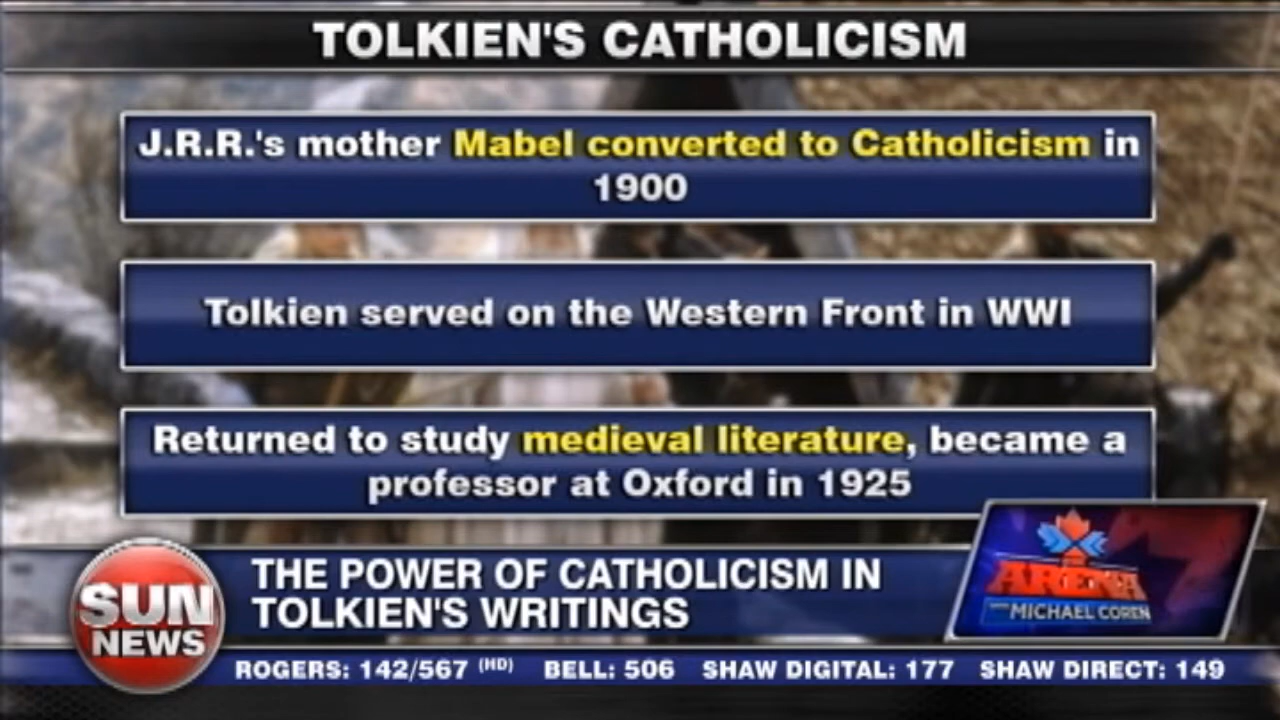 TOLKIEN'S CATHOLICISM
J.R.R.'s mother Mabel converted to Catholicism in
1900
Tolkien served on the Western Front in WWI
Returned to study medieval literature, became a
professor at Oxford in 1925
THE POWER OF CATHOLICISM IN
TOLKIEN'S WRITINGS
SUN
NEWS
ARENA
WITH MICHAEL COREN
ROGERS: 142/567 (HD) BELL: 506 SHAW DIGITAL: 177 SHAW DIRECT: 149